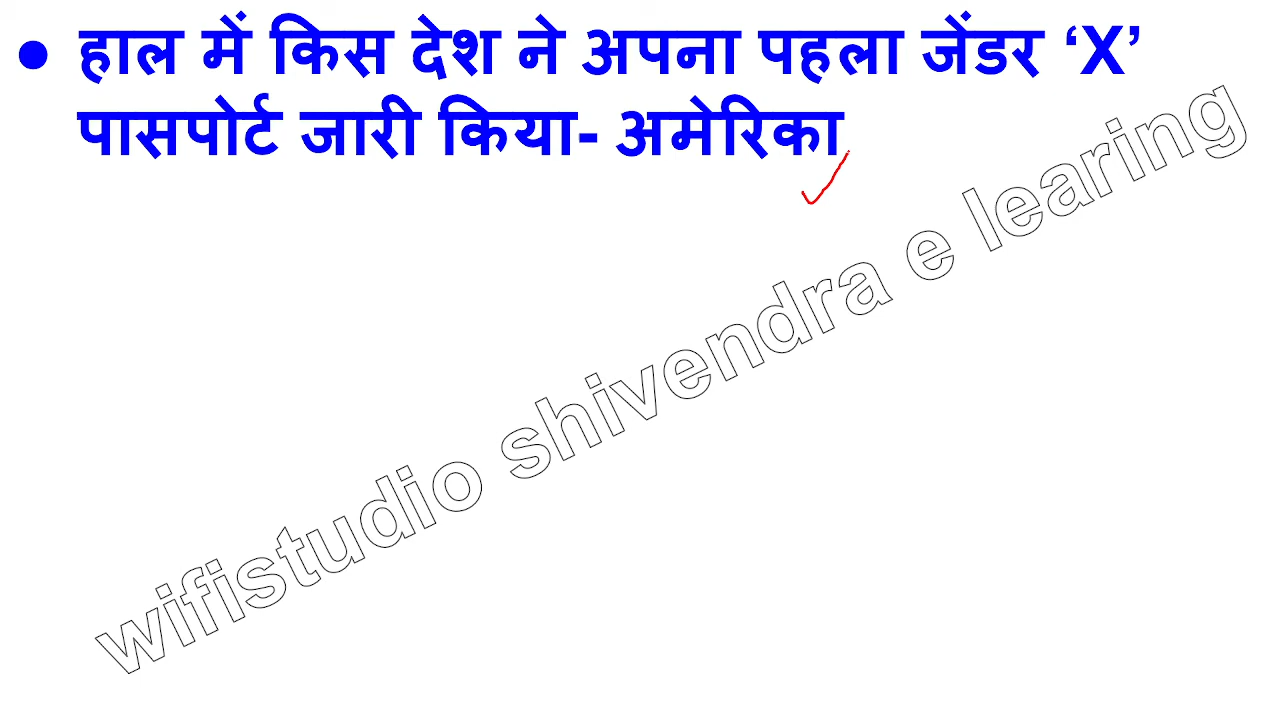 ● हाल में किस देश ने अपना पहला जेंडर ‘X’
पासपोर्ट जारी किया- अमेरिका
wifistudio shivendra e learing